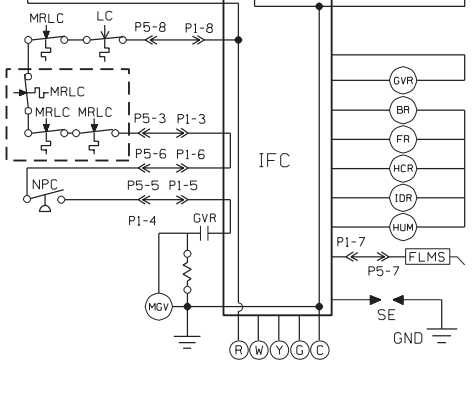 MRLC LC P5-8 P1-8
MRLC
MRLC MRLC P5-3 P1-3
P5-6 P1-6
NPC P5-5 P1-5
P1-4 GVR
MGV
IFC
GVR
BR
FR
HCR
IDR
HUM
P1-7
FLMS
P5-7
SE
GND
R W Y G C